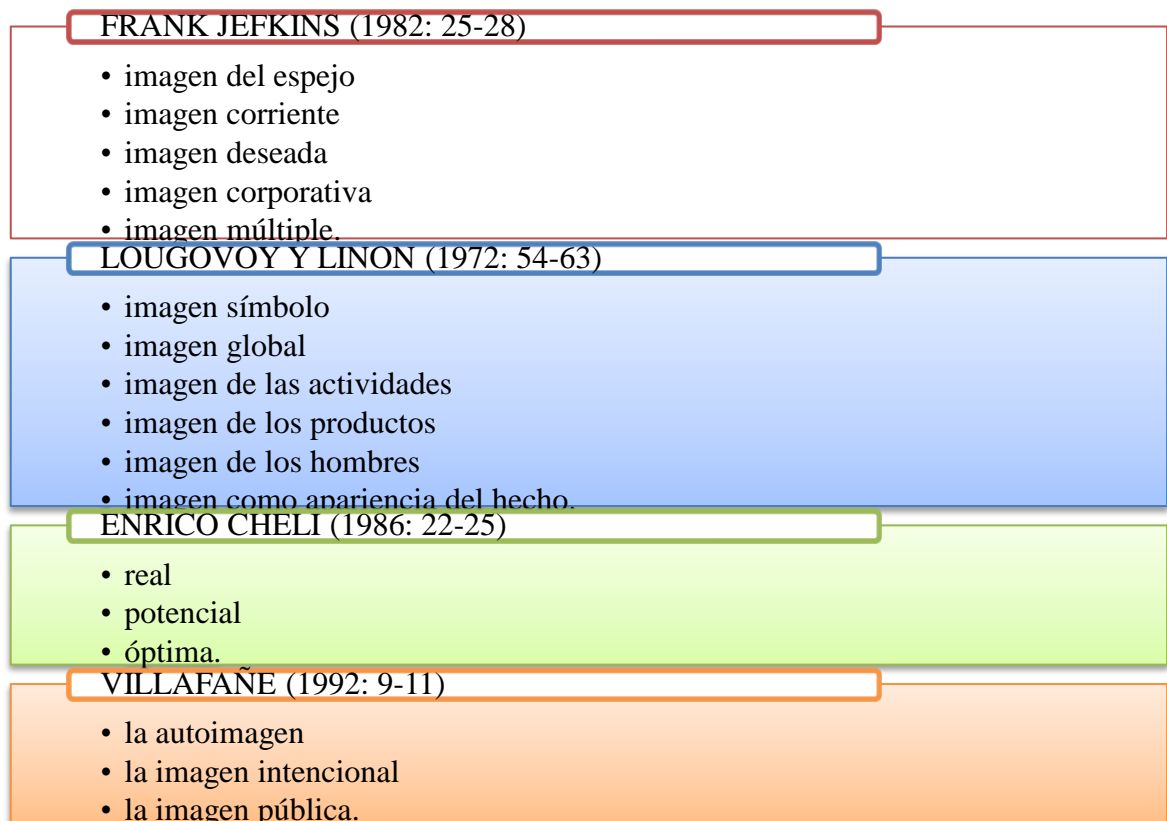 FRANK JEFKINS (1982: 25-28)
• imagen del espejo
• imagen corriente
• imagen deseada
• imagen corporativa
• imagen múltiple.
LOUGOVOY Y LINON (1972: 54-63)
• imagen símbolo
• imagen global
• imagen de las actividades
• imagen de los productos
• imagen de los hombres
• imagen como apariencia del hecho.
ENRICO CHELI (1986: 22-25)
• real
• potencial
• óptima.
VILLAFAÑE (1992: 9-11)
• la autoimagen
• la imagen intencional
• la imagen pública.